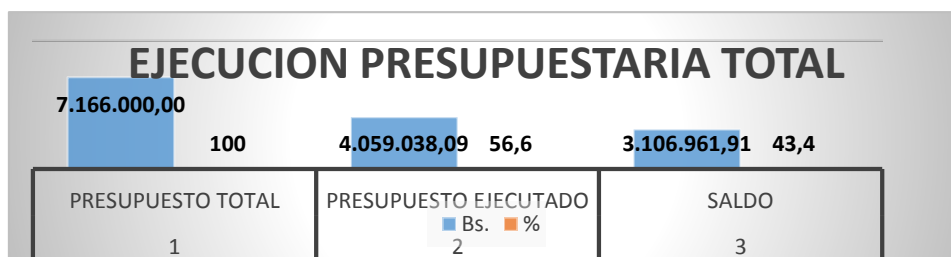 EJECUCION PRESUPUESTARIA TOTAL
7.166.000,00
100 4.059.038,09 56,6 3.106.961,91 43,4
PRESUPUESTO TOTAL PRESUPUESTO EJECUTADO SALDO
Bs. %
1 2 3